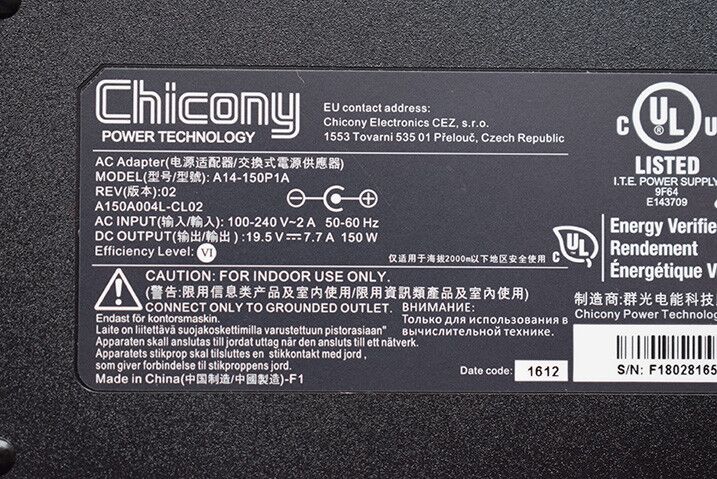 Chicony
POWER TECHNOLOGY
EU contact address:
Chicony Electronics CEZ, s.r.o.
1553 Tovarni 535 01 Přelouč, Czech Republic
AC Adapter(电源适配器/交換式電源供應器)
MODEL(型号/型號): A14-150P1A
REV(版本):02
A150A004L-CL02
AC INPUT(输入/輸入): 100-240 V~2 A 50-60 Hz
DC OUTPUT(输出/輸出): 19.5 V⎓7.7 A 150 W
Efficiency Level: VI
仅适用于海拔2000m以下地区安全使用
CAUTION: FOR INDOOR USE ONLY.
(警告:限用信息类产品及室内使用/限用資訊類產品及室內使用)
CONNECT ONLY TO GROUNDED OUTLET.
ВНИМАНИЕ:
Только для использования в
вычислительной технике.
Endast för kontorsmaskin.
Laite on liitettävä suojakoskettimilla varustettuun pistorasiaan"
Apparaten skall anslutas till jordat uttag när den ansluts till ett nätverk.
Apparatets stikprop skal tilsluttes en stikkontakt med jord ,
som giver forbindelse til stikproppens jord.
Made in China(中国制造/中國製造)-F1
Date code: 1612
C UL U
LISTED
I.T.E. POWER SUPPLY
9F64
E143709
UL
Energy Verifie
Rendement
Énergétique V
制造商:群光电能科技
Chicony Power Technolog
S/N: F18028165